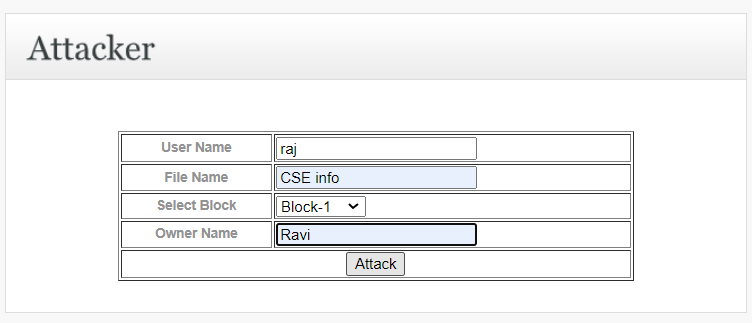 Attacker
User Name raj
File Name CSE info
Select Block Block-1
Owner Name Ravi
Attack